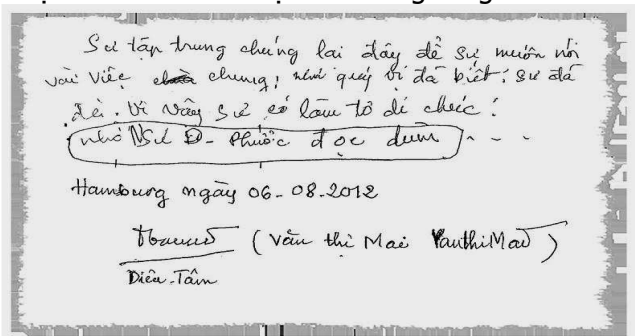 Sư tập trung chúng lại đây để sư muốn nói
vài việc chung, như quý vị đã biết: sư đã
già. Vì vậy sư có làm tờ di chúc:
nhờ NSư Đ- Phước đọc dùm - - -
Hamburg ngày 06-08-2012
(Văn thị Mai VanthiMai)
Diêu-Tâm